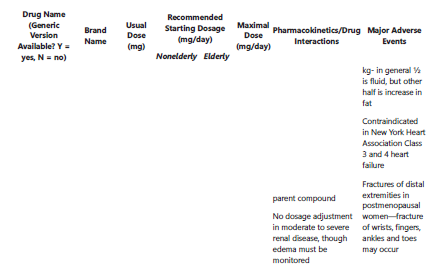 Drug Name
(Generic
Version
Available? Y =
yes, N = no)
Brand
Name
Usual
Dose
(mg)
Recommended
Starting Dosage
(mg/day)
Nonelderly Elderly
Maximal
Dose
(mg/day)
Pharmacokinetics/Drug
Interactions
Major Adverse
Events
kg- in general ½
is fluid, but other
half is increase in
fat
Contraindicated
in New York Heart
Association Class
3 and 4 heart
failure
parent compound
No dosage adjustment
in moderate to severe
renal disease, though
edema must be
monitored
Fractures of distal
extremities in
postmenopausal
women—fracture
of wrists, fingers,
ankles and toes
may occur